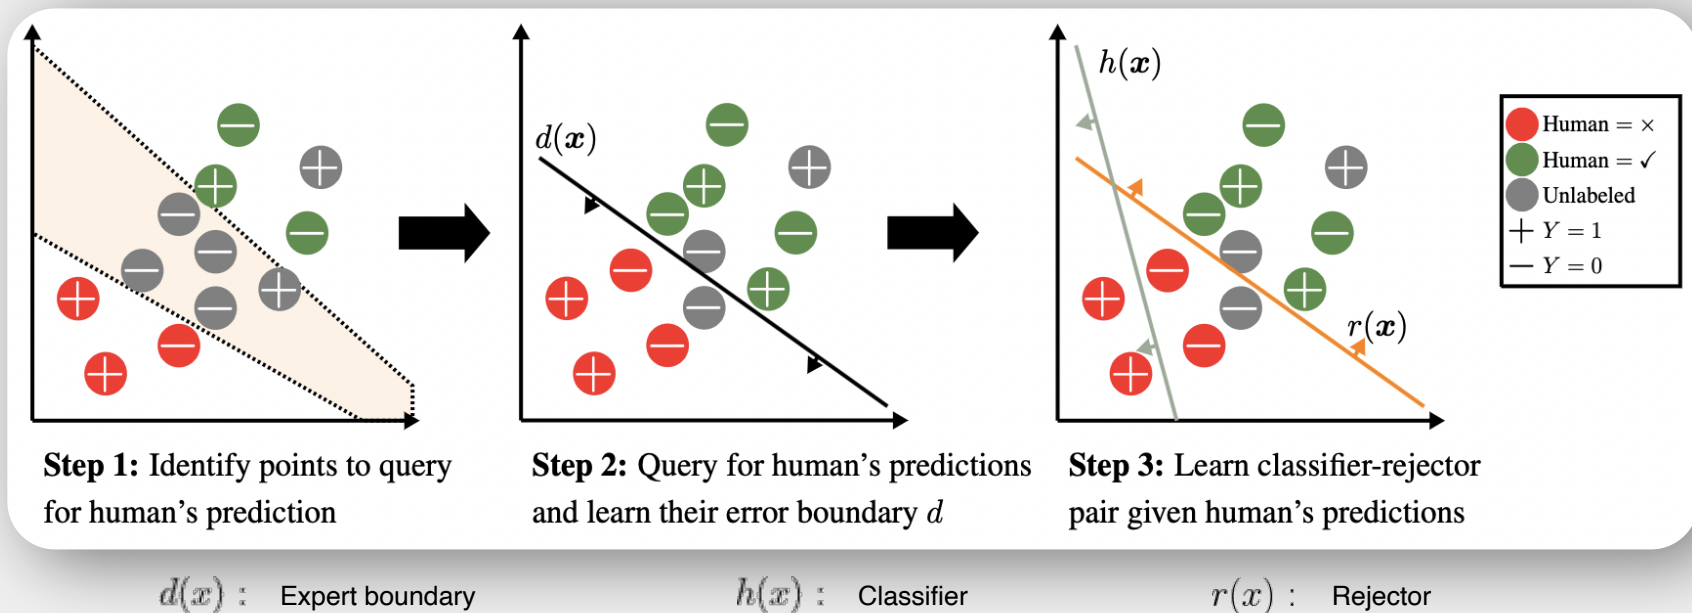 d(x)
h(x)
r(x)
Human = ×
Human = ✓
Unlabeled
+ Y = 1
− Y = 0
Step 1: Identify points to query
for human's prediction
Step 2: Query for human's predictions
and learn their error boundary d
Step 3: Learn classifier-rejector
pair given human's predictions
d(x) : Expert boundary
h(x) : Classifier
r(x) : Rejector